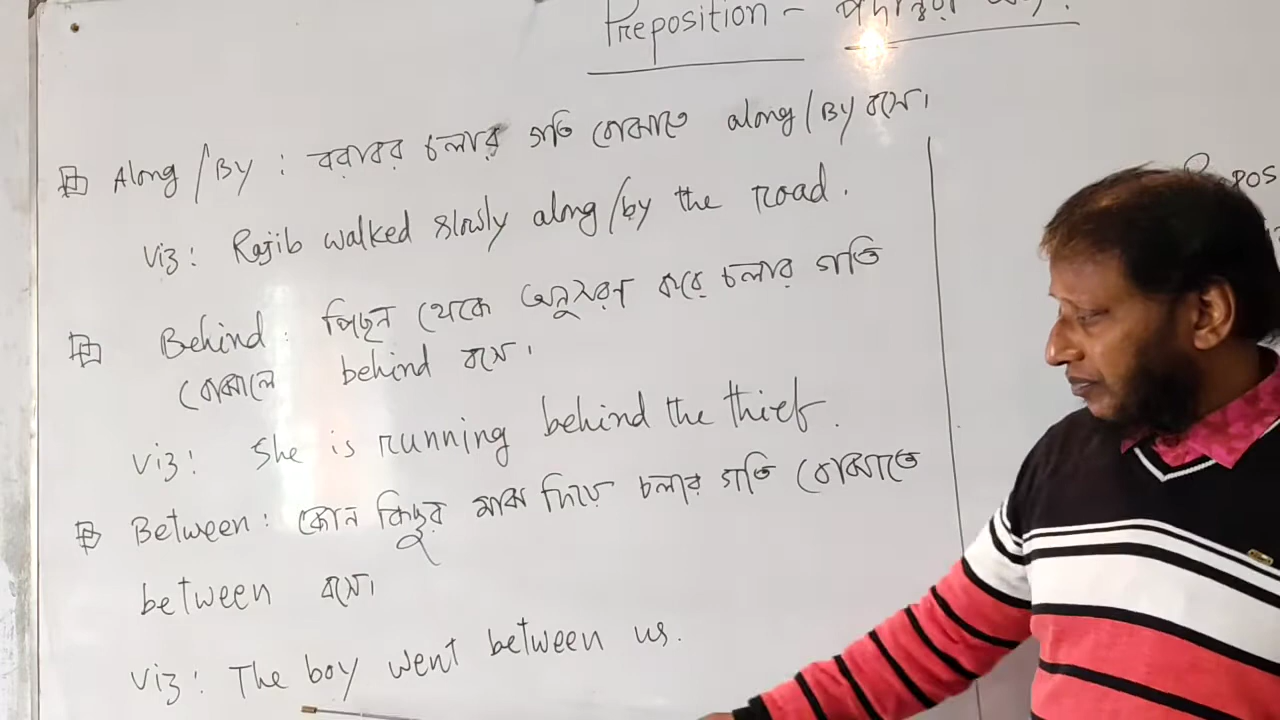 Preposition -
Along/By : বরাবর চলার গতি বোঝাতে along/By বসে।
Viz: Rajib walked slowly along/by the road.
Behind: পিছন থেকে অনুসরণ করে চলার গতি
বোঝালে behind বসে।
Viz: She is running behind the thief.
Between: কোন কিছুর মাঝ দিয়ে চলার গতি বোঝাতে
between বসে।
Viz: The boy went between us.